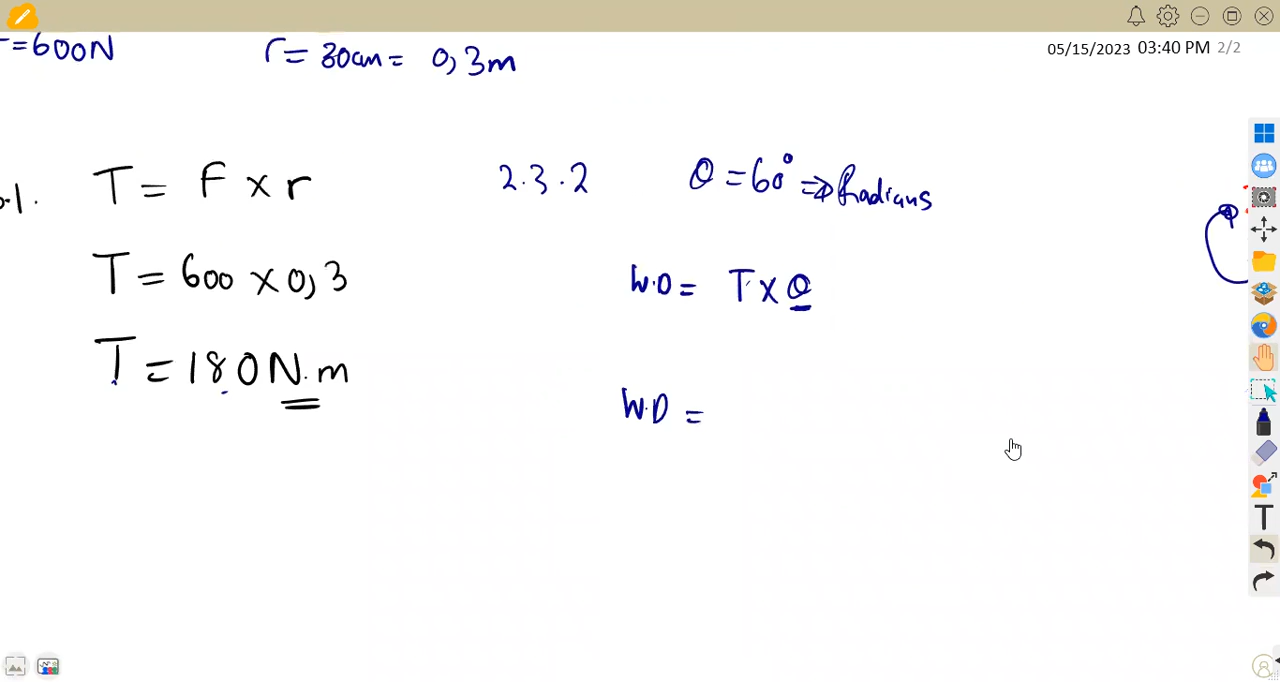 05/15/2023 03:40 PM 2/2
=600N r = 30cm = 0,3m
.1. T = F × r
2.3.2 θ = 60° ⇒ Radians
T = 600 × 0,3
W.D = T × θ
T = 180 N.m
W.D =
T